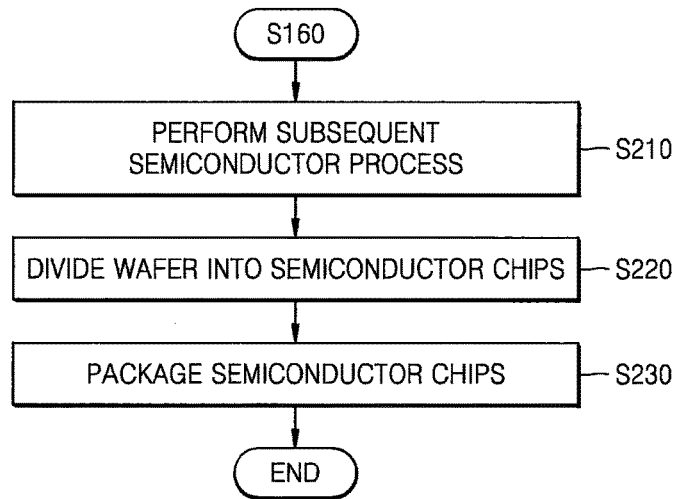 S160
PERFORM SUBSEQUENT
SEMICONDUCTOR PROCESS
S210
DIVIDE WAFER INTO SEMICONDUCTOR CHIPS
S220
PACKAGE SEMICONDUCTOR CHIPS
S230
END